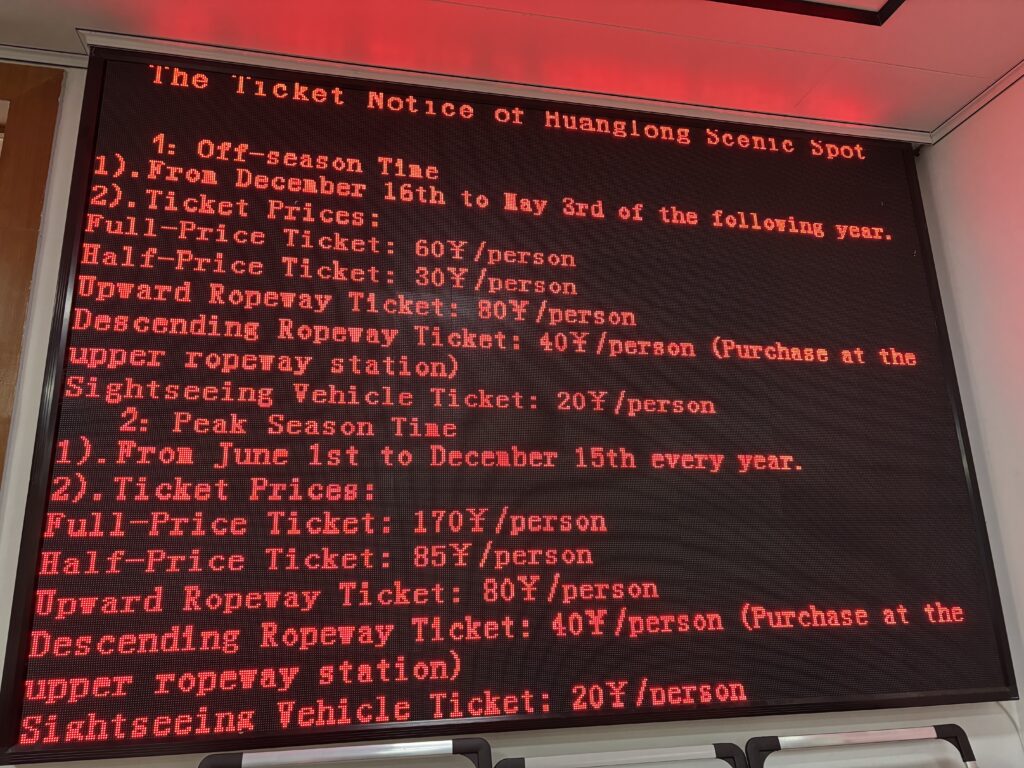 The Ticket Notice of Huanglong Scenic Spot
1: Off-season Time
1).From December 16th to May 3rd of the following year.
2).Ticket Prices:
Full-Price Ticket: 60¥/person
Half-Price Ticket: 30¥/person
Upward Ropeway Ticket: 80¥/person
Descending Ropeway Ticket: 40¥/person (Purchase at the
upper ropeway station)
Sightseeing Vehicle Ticket: 20¥/person
2: Peak Season Time
1).From June 1st to December 15th every year.
2).Ticket Prices:
Full-Price Ticket: 170¥/person
Half-Price Ticket: 85¥/person
Upward Ropeway Ticket: 80¥/person
Descending Ropeway Ticket: 40¥/person (Purchase at the
upper ropeway station)
Sightseeing Vehicle Ticket: 20¥/person